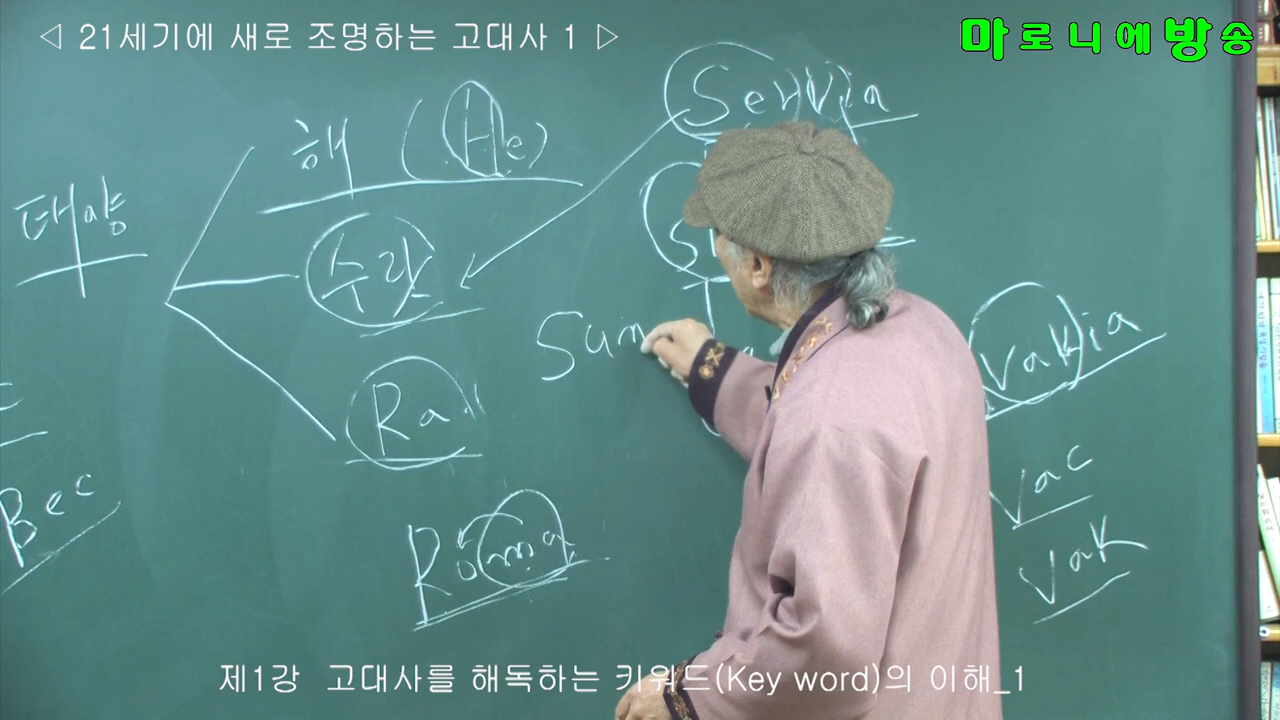 ◁ 21세기에 새로 조명하는 고대사 1 ▷
마로니에방송
Servia
해 (He)
태양
수라
Sum
Vakia
Ra
Vac
Bec
Roma
Vak
제1강 고대사를 해독하는 키워드(Key word)의 이해_1